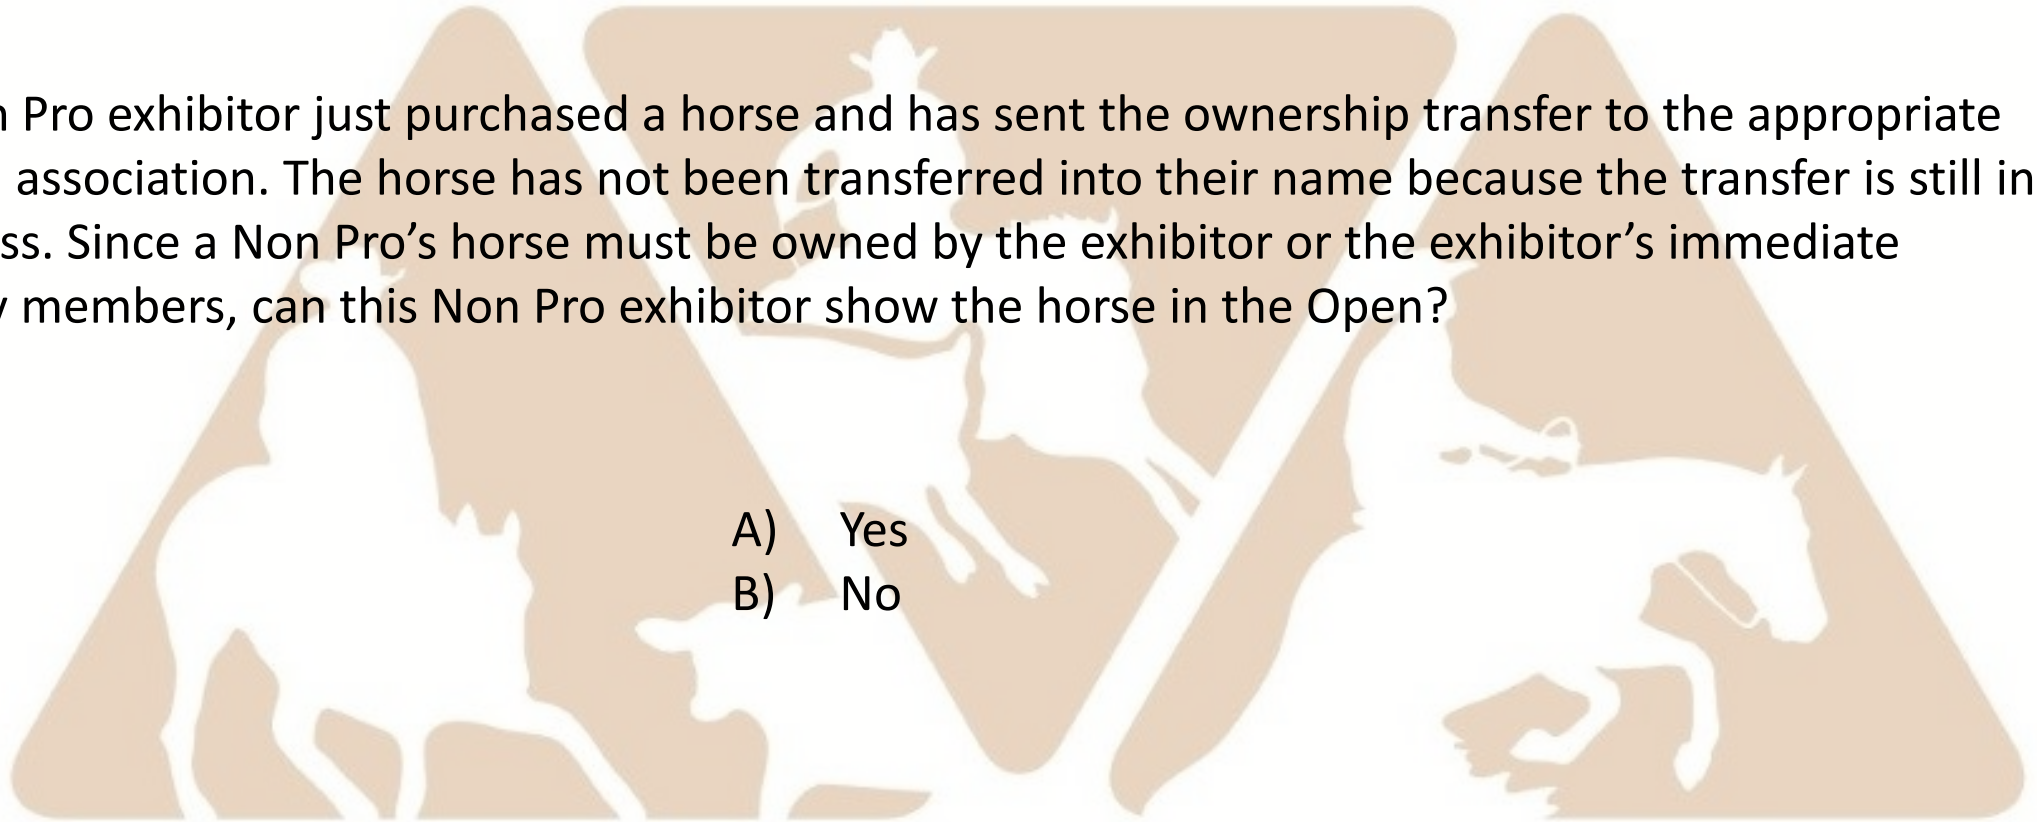 Pro exhibitor just purchased a horse and has sent the ownership transfer to the appropriate
association. The horse has not been transferred into their name because the transfer is still in
ss. Since a Non Pro’s horse must be owned by the exhibitor or the exhibitor’s immediate
members, can this Non Pro exhibitor show the horse in the Open?
A) Yes
B) No